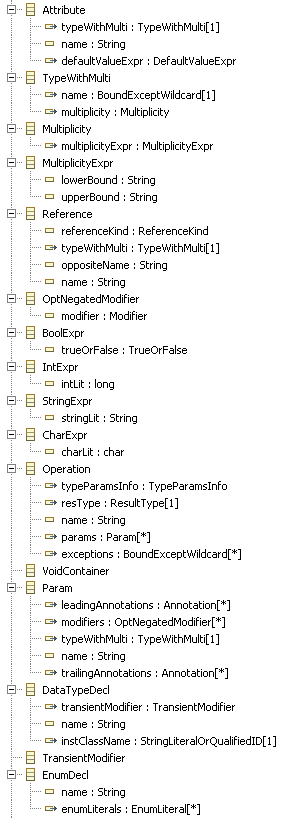 Attribute
typeWithMulti : TypeWithMulti[1]
name : String
defaultValueExpr : DefaultValueExpr
TypeWithMulti
name : BoundExceptWildcard[1]
multiplicity : Multiplicity
Multiplicity
multiplicityExpr : MultiplicityExpr
MultiplicityExpr
lowerBound : String
upperBound : String
Reference
referenceKind : ReferenceKind
typeWithMulti : TypeWithMulti[1]
oppositeName : String
name : String
OptNegatedModifier
modifier : Modifier
BoolExpr
trueOrFalse : TrueOrFalse
IntExpr
intLit : long
StringExpr
stringLit : String
CharExpr
charLit : char
Operation
typeParamsInfo : TypeParamsInfo
resType : ResultType[1]
name : String
params : Param[*]
exceptions : BoundExceptWildcard[*]
VoidContainer
Param
leadingAnnotations : Annotation[*]
modifiers : OptNegatedModifier[*]
typeWithMulti : TypeWithMulti[1]
name : String
trailingAnnotations : Annotation[*]
DataTypeDecl
transientModifier : TransientModifier
name : String
instClassName : StringLiteralOrQualifiedID[1]
TransientModifier
EnumDecl
name : String
enumLiterals : EnumLiteral[*]